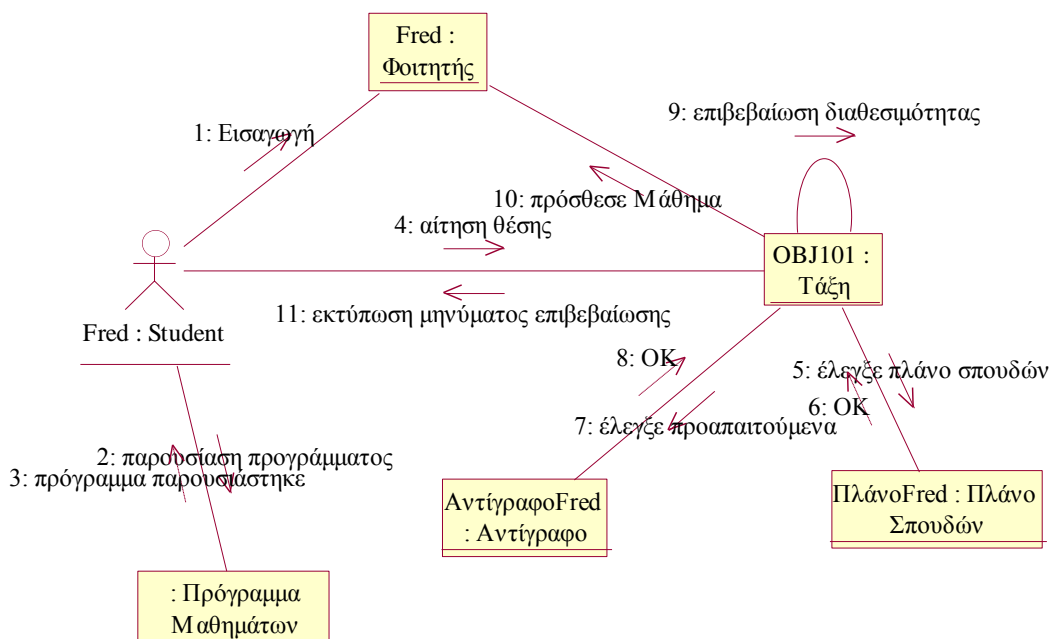 Fred :
Φοιτητής
9: επιβεβαίωση διαθεσιμότητας
1: Εισαγωγή
10: πρόσθεσε Μάθημα
4: αίτηση θέσης
OBJ101 :
Τάξη
11: εκτύπωση μηνύματος επιβεβαίωσης
Fred : Student
8: OK
5: έλεγξε πλάνο σπουδών
6: OK
7: έλεγξε προαπαιτούμενα
2: παρουσίαση προγράμματος
3: πρόγραμμα παρουσιάστηκε
ΑντίγραφοFred
: Αντίγραφο
ΠλάνοFred : Πλάνο
Σπουδών
: Πρόγραμμα
Μαθημάτων